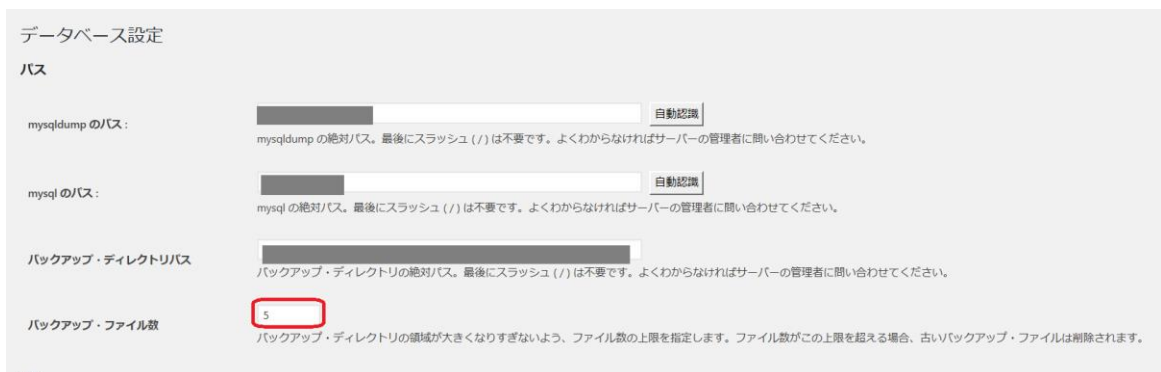 データベース設定
パス
mysqldump のパス :
自動認識
mysqldump の絶対パス。最後にスラッシュ ( / ) は不要です。よくわからなければサーバーの管理者に問い合わせてください。
mysql のパス :
自動認識
mysql の絶対パス。最後にスラッシュ ( / ) は不要です。よくわからなければサーバーの管理者に問い合わせてください。
バックアップ・ディレクトリパス
バックアップ・ディレクトリの絶対パス。最後にスラッシュ ( / ) は不要です。よくわからなければサーバーの管理者に問い合わせてください。
バックアップ・ファイル数
5
バックアップ・ディレクトリの領域が大きくなりすぎないよう、ファイル数の上限を指定します。ファイル数がこの上限を超える場合、古いバックアップ・ファイルは削除されます。